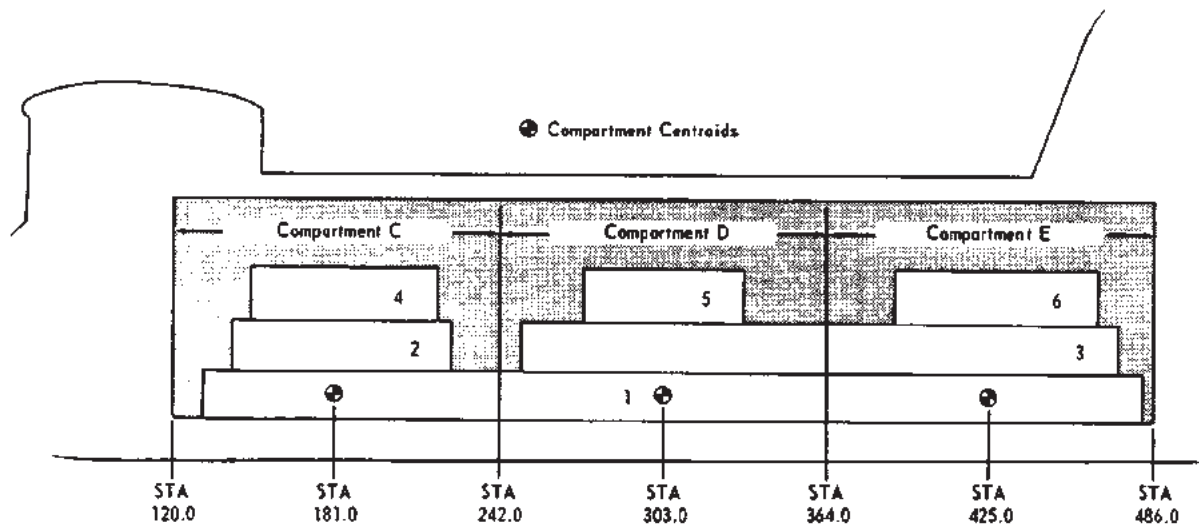 Compartment Centroids
Compartment C
Compartment D
Compartment E
4
5
6
2
3
1
STA
120.0
STA
181.0
STA
242.0
STA
303.0
STA
364.0
STA
425.0
STA
486.0